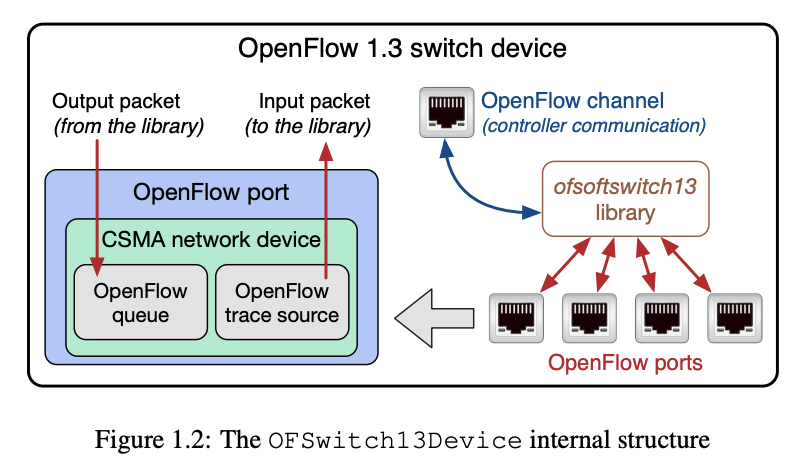 OpenFlow 1.3 switch device
Output packet
(from the library)
Input packet
(to the library)
OpenFlow channel
(controller communication)
OpenFlow port
CSMA network device
OpenFlow
queue
OpenFlow
trace source
ofsoftswitch13
library
OpenFlow ports
Figure 1.2: The OFSwitch13Device internal structure